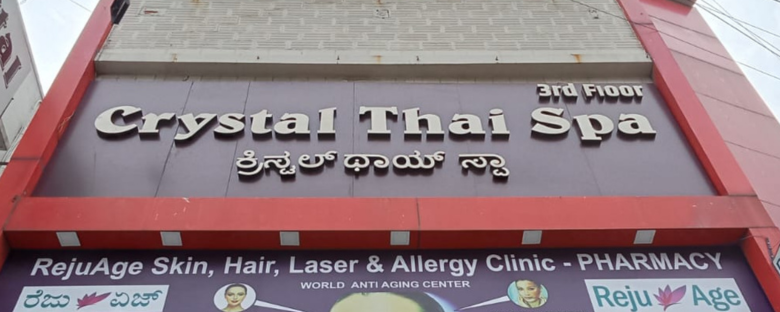 3rd Floor
Crystal Thai Spa
ಕ್ರಿಸ್ಟಲ್ ಥಾಯ್ ಸ್ಪಾ
RejuAge Skin, Hair, Laser & Allergy Clinic - PHARMACY
WORLD ANTI AGING CENTER
ರೆಜು ಏಜ್
Reju Age